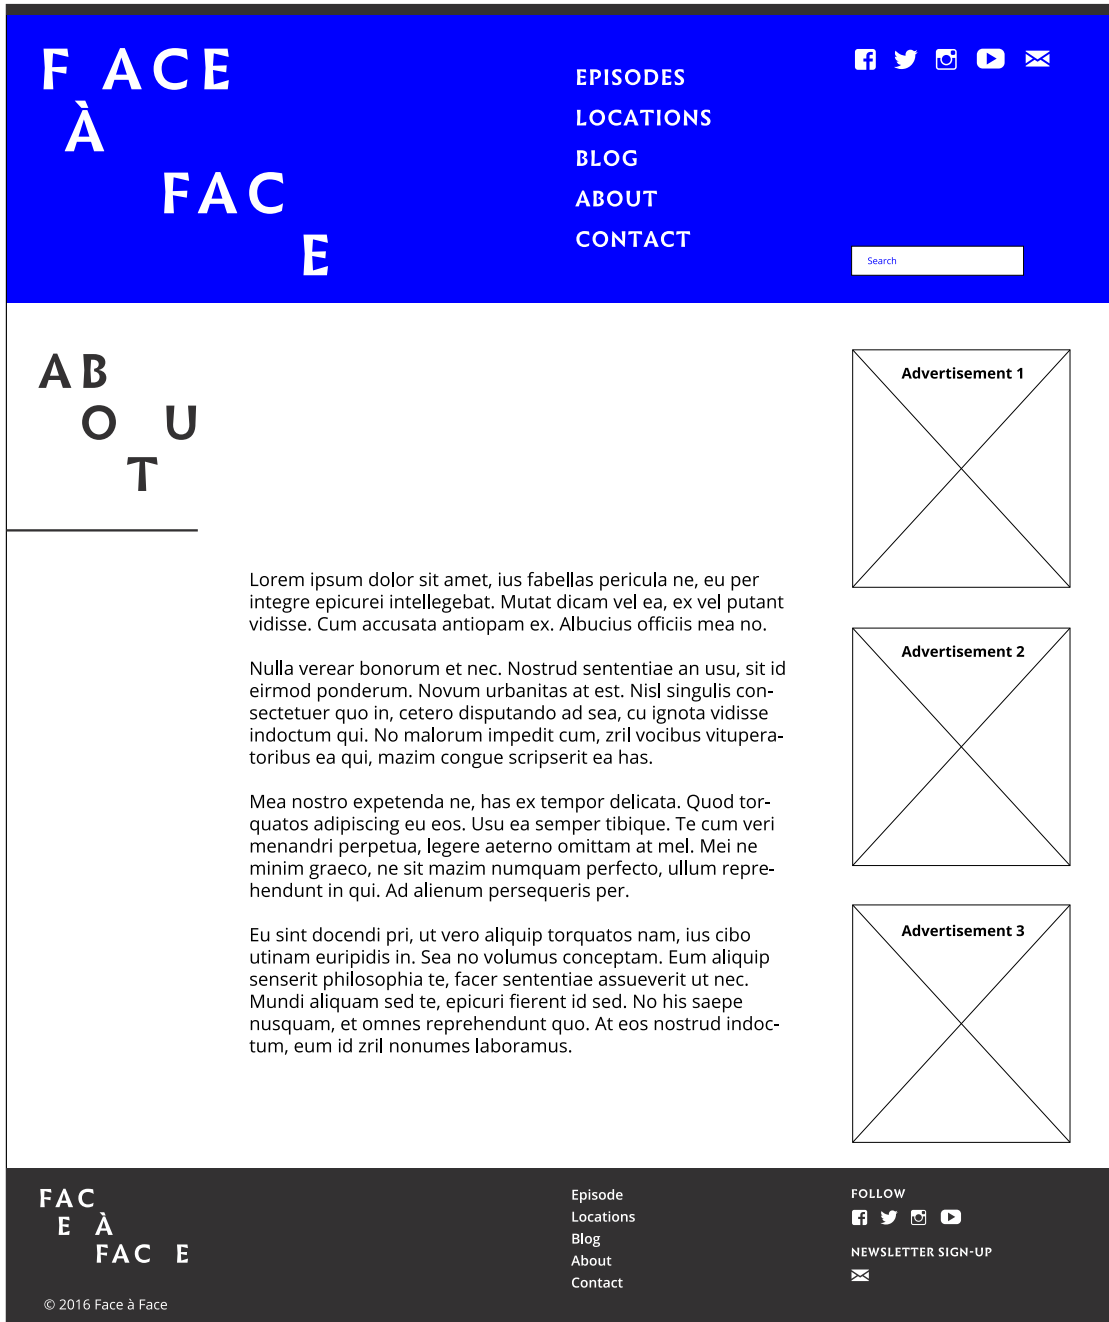 F ACE
À
FAC
E
EPISODES
LOCATIONS
BLOG
ABOUT
CONTACT
Search
AB
O U
T
Lorem ipsum dolor sit amet, ius fabellas pericula ne, eu per
integre epicurei intellegebat. Mutat dicam vel ea, ex vel putant
vidisse. Cum accusata antiopam ex. Albucius officiis mea no.
Nulla verear bonorum et nec. Nostrud sententiae an usu, sit id
eirmod ponderum. Novum urbanitas at est. Nisl singulis con-
sectetuer quo in, cetero disputando ad sea, cu ignota vidisse
indoctum qui. No malorum impedit cum, zril vocibus vitupera-
toribus ea qui, mazim congue scripserit ea has.
Mea nostro expetenda ne, has ex tempor delicata. Quod tor-
quatos adipiscing eu eos. Usu ea semper tibique. Te cum veri
menandri perpetua, legere aeterno omittam at mel. Mei ne
minim graeco, ne sit mazim numquam perfecto, ullum repre-
hendunt in qui. Ad alienum persequeris per.
Eu sint docendi pri, ut vero aliquip torquatos nam, ius cibo
utinam euripidis in. Sea no volumus conceptam. Eum aliquip
senserit philosophia te, facer sententiae assueverit ut nec.
Mundi aliquam sed te, epicuri fierent id sed. No his saepe
nusquam, et omnes reprehendunt quo. At eos nostrud indoc-
tum, eum id zril nonumes laboramus.
Advertisement 1
Advertisement 2
Advertisement 3
FAC
E À
FAC E
© 2016 Face à Face
Episode
Locations
Blog
About
Contact
FOLLOW
NEWSLETTER SIGN-UP